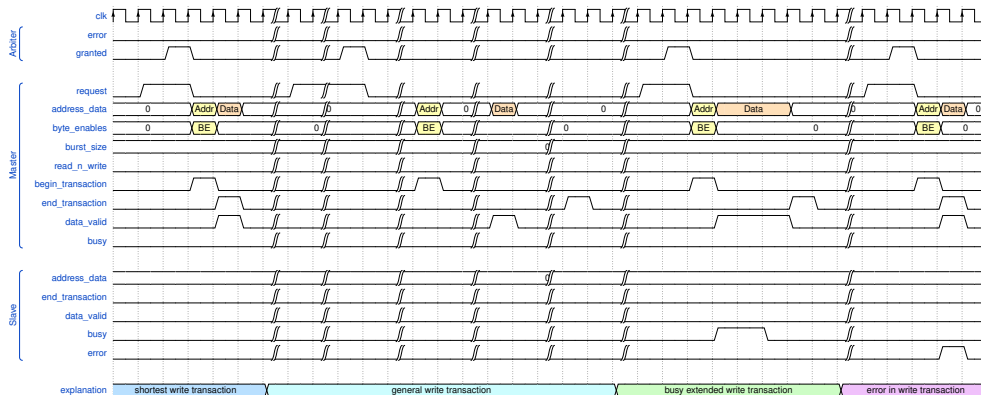 clk
Arbiter
error
granted
Master
request
address_data 0 Addr Data 0 Addr 0 Data 0 Addr Data 0 Addr Data 0
byte_enables 0 BE 0 BE 0 BE 0 BE 0
burst_size 0
read_n_write
begin_transaction
end_transaction
data_valid
busy
Slave
address_data 0
end_transaction
data_valid
busy
error
explanation shortest write transaction general write transaction busy extended write transaction error in write transaction